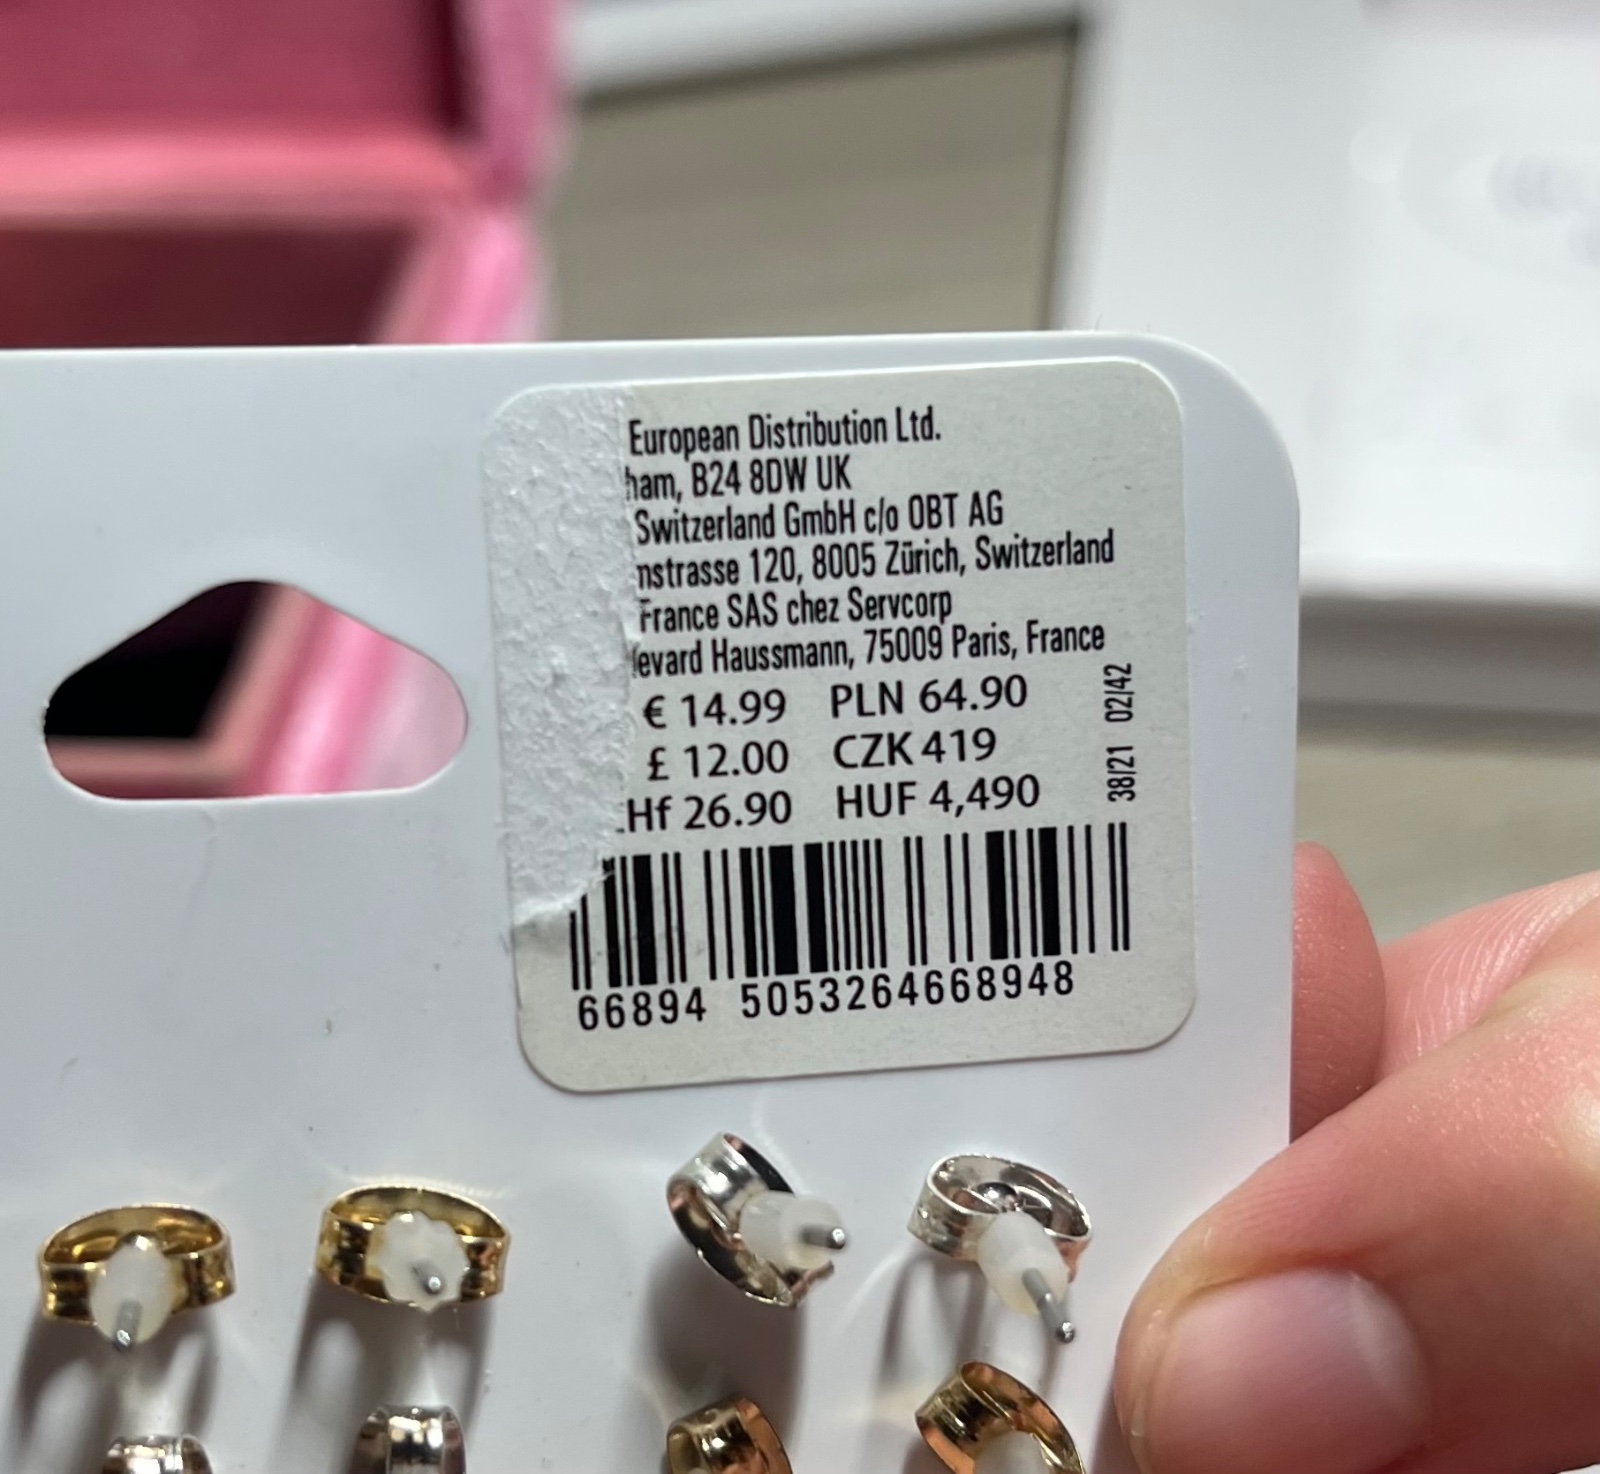 European Distribution Ltd.
ham, B24 8DW UK
Switzerland GmbH c/o OBT AG
nstrasse 120, 8005 Zürich, Switzerland
France SAS chez Servcorp
levard Haussmann, 75009 Paris, France
€ 14.99 PLN 64.90
£ 12.00 CZK 419
Hf 26.90 HUF 4,490
38/21 02/42
66894 5053264668948